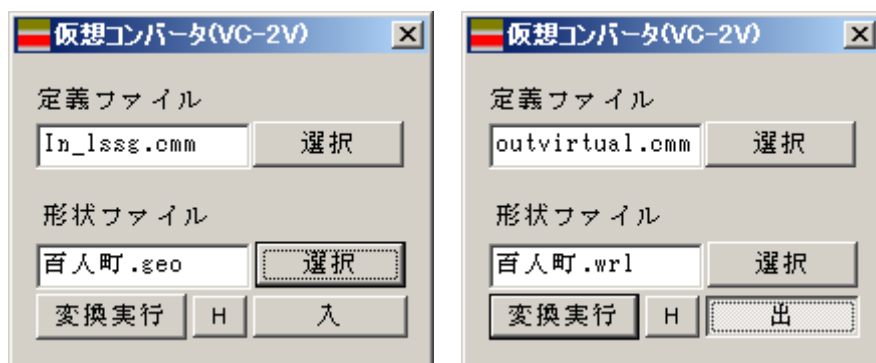 仮想コンバータ(VC-2V)
定義ファイル
In_lssg.cmm 選択
形状ファイル
百人町.geo 選択
変換実行 H 入
仮想コンバータ(VC-2V)
定義ファイル
outvirtual.cmm 選択
形状ファイル
百人町.wrl 選択
変換実行 H 出